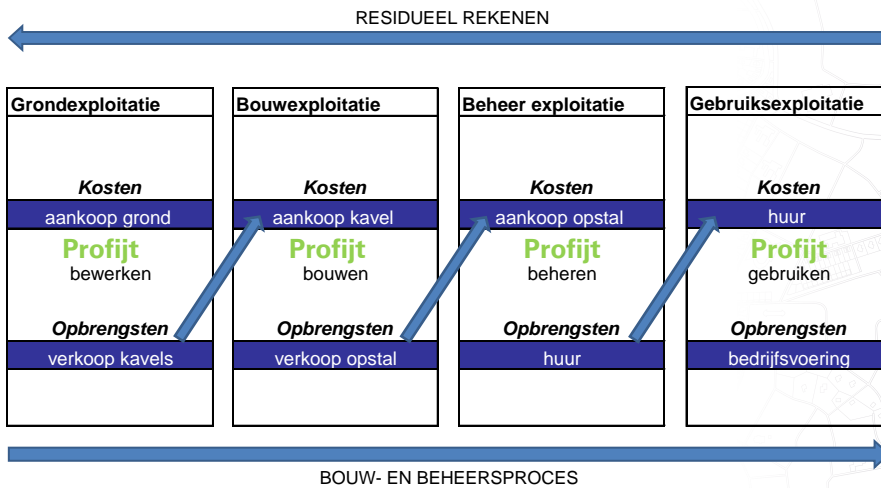 RESIDUEEL REKENEN
Grondexploitatie
Kosten
aankoop grond
Profijt
bewerken
Opbrengsten
verkoop kavels
Bouwexploitatie
Kosten
aankoop kavel
Profijt
bouwen
Opbrengsten
verkoop opstal
Beheer exploitatie
Kosten
aankoop opstal
Profijt
beheren
Opbrengsten
huur
Gebruiksexploitatie
Kosten
huur
Profijt
gebruiken
Opbrengsten
bedrijfsvoering
BOUW- EN BEHEERSPROCES